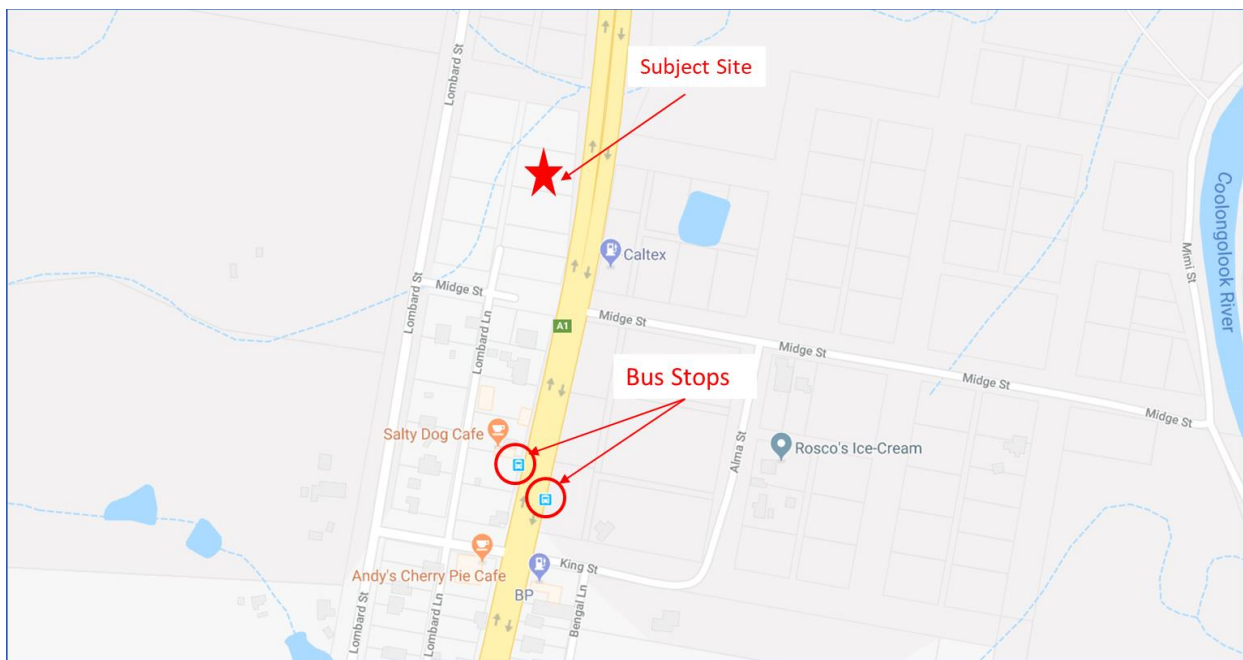 Subject Site
Lombard St
Coolongolook
River
Caltex
Mimi St
Lombard St
Midge St
Lombard Ln
A1
Midge St
Midge St
Bus Stops
Midge St
Midge St
Salty Dog Cafe
Alma St
Rosco's Ice-Cream
King St
Andy's Cherry Pie Cafe
BP
Bengal Ln
Lombard St
Lombard Ln